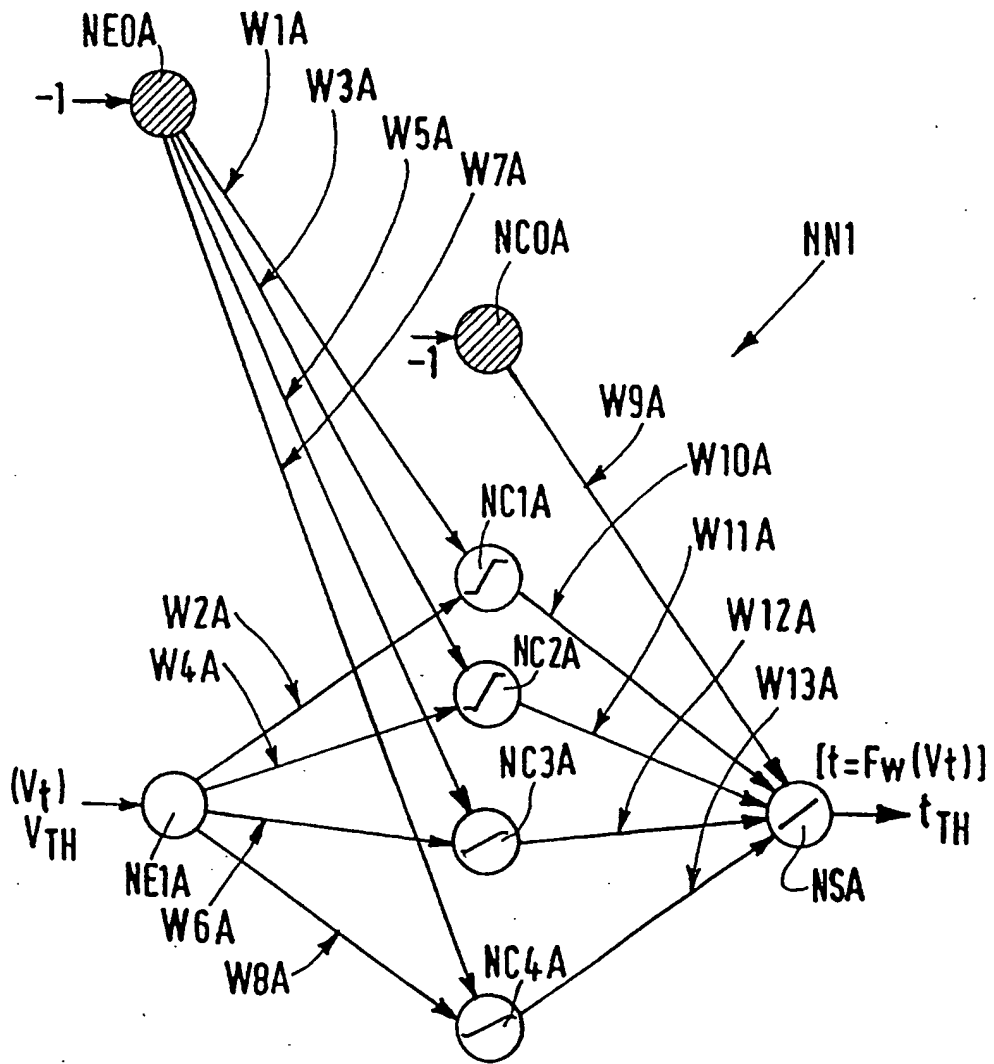 NE0A
W1A
-1
W3A
W5A
W7A
NC0A
NN1
-1
W9A
W10A
NC1A
W11A
W2A
W12A
W4A
NC2A
W13A
NC3A
[t=Fw(Vt)]
(Vt)
VTH
tTH
NE1A
NSA
W6A
W8A
NC4A